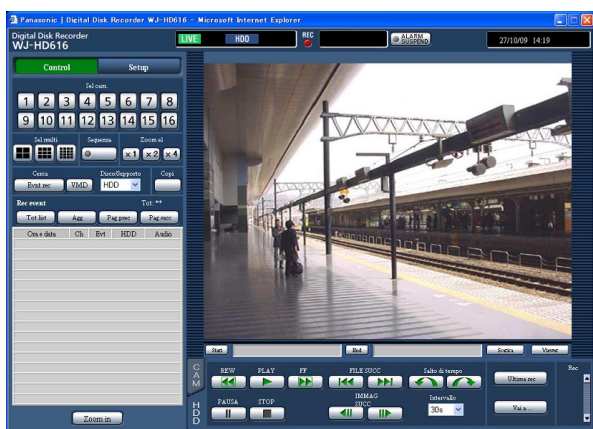 Panasonic | Digital Disk Recorder WJ-HD616 - Microsoft Internet Explorer
Digital Disk Recorder
WJ-HD616
LIVE HDD REC ALARM SUSPEND 27/10/09 14:19
Control Setup
Sel cam.
1 2 3 4 5 6 7 8
9 10 11 12 13 14 15 16
Sel multi Sequenza Zoom el
x 1 x 2 x 4
Cerca Disco/Supporto Copi
Evnt rec VMD HDD
Rec event Tot: **
Tot list Agg Pag prec Pag succ
Ora e data Ch Evt HDD Audio
Zoom in
Start End Scarica Viewer
CAM
HDD
REW PLAY FF FILE SUCC Salto di tempo
Ultima rec
Rec
PAUSA STOP IMMAG SUCC Intervallo
30s
Vai a ..